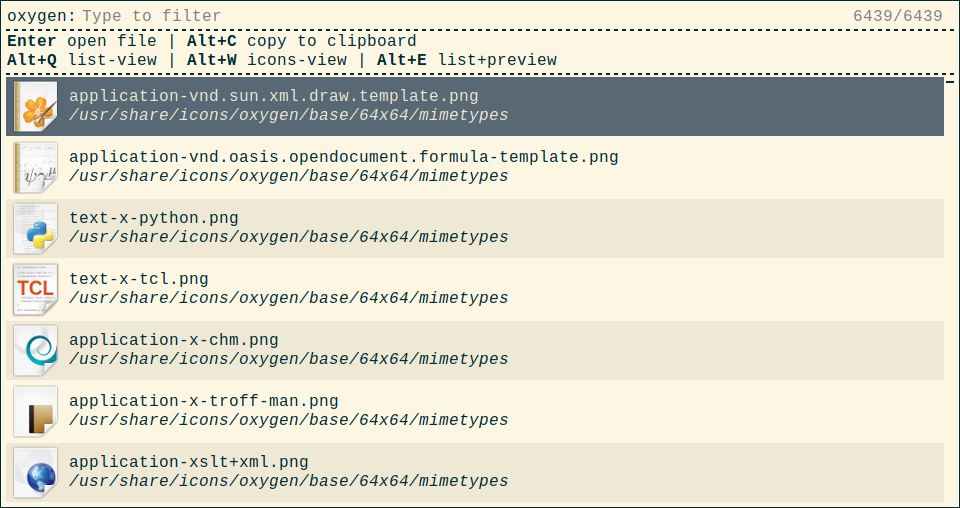 oxygen: Type to filter 6439/6439
Enter open file | Alt+C copy to clipboard
Alt+Q list-view | Alt+W icons-view | Alt+E list+preview
application-vnd.sun.xml.draw.template.png
/usr/share/icons/oxygen/base/64x64/mimetypes
application-vnd.oasis.opendocument.formula-template.png
/usr/share/icons/oxygen/base/64x64/mimetypes
text-x-python.png
/usr/share/icons/oxygen/base/64x64/mimetypes
TCL
text-x-tcl.png
/usr/share/icons/oxygen/base/64x64/mimetypes
application-x-chm.png
/usr/share/icons/oxygen/base/64x64/mimetypes
application-x-troff-man.png
/usr/share/icons/oxygen/base/64x64/mimetypes
application-xslt+xml.png
/usr/share/icons/oxygen/base/64x64/mimetypes